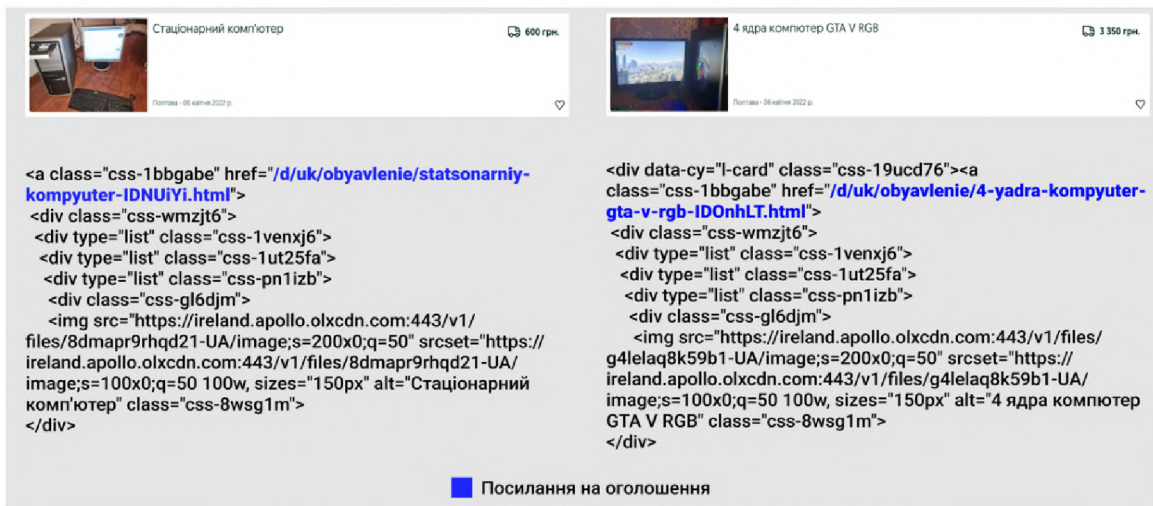 Стаціонарний комп'ютер
600 грн.
Полтава - 06 квітня 2022 р.
4 ядра компютер GTA V RGB
3 350 грн.
Полтава - 06 квітня 2022 р.
<a class="css-1bbgabe" href="/d/uk/obyavlenie/statsonarniy-
kompyuter-IDNUiYi.html">
<div class="css-wmzjt6">
<div type="list" class="css-1venxj6">
<div type="list" class="css-1ut25fa">
<div type="list" class="css-pn1izb">
<div class="css-gl6djm">
<img src="https://ireland.apollo.olxcdn.com:443/v1/
files/8dmapr9rhqd21-UA/image;s=200x0;q=50" srcset="https://
ireland.apollo.olxcdn.com:443/v1/files/8dmapr9rhqd21-UA/
image;s=100x0;q=50 100w, sizes="150px" alt="Стаціонарний
комп'ютер" class="css-8wsg1m">
</div>
<div data-cy="l-card" class="css-19ucd76"><a
class="css-1bbgabe" href="/d/uk/obyavlenie/4-yadra-kompyuter-
gta-v-rgb-IDOnhLT.html">
<div class="css-wmzjt6">
<div type="list" class="css-1venxj6">
<div type="list" class="css-1ut25fa">
<div type="list" class="css-pn1izb">
<div class="css-gl6djm">
<img src="https://ireland.apollo.olxcdn.com:443/v1/files/
g4lelaq8k59b1-UA/image;s=200x0;q=50" srcset="https://
ireland.apollo.olxcdn.com:443/v1/files/g4lelaq8k59b1-UA/
image;s=100x0;q=50 100w, sizes="150px" alt="4 ядра компютер
GTA V RGB" class="css-8wsg1m">
</div>
Посилання на оголошення